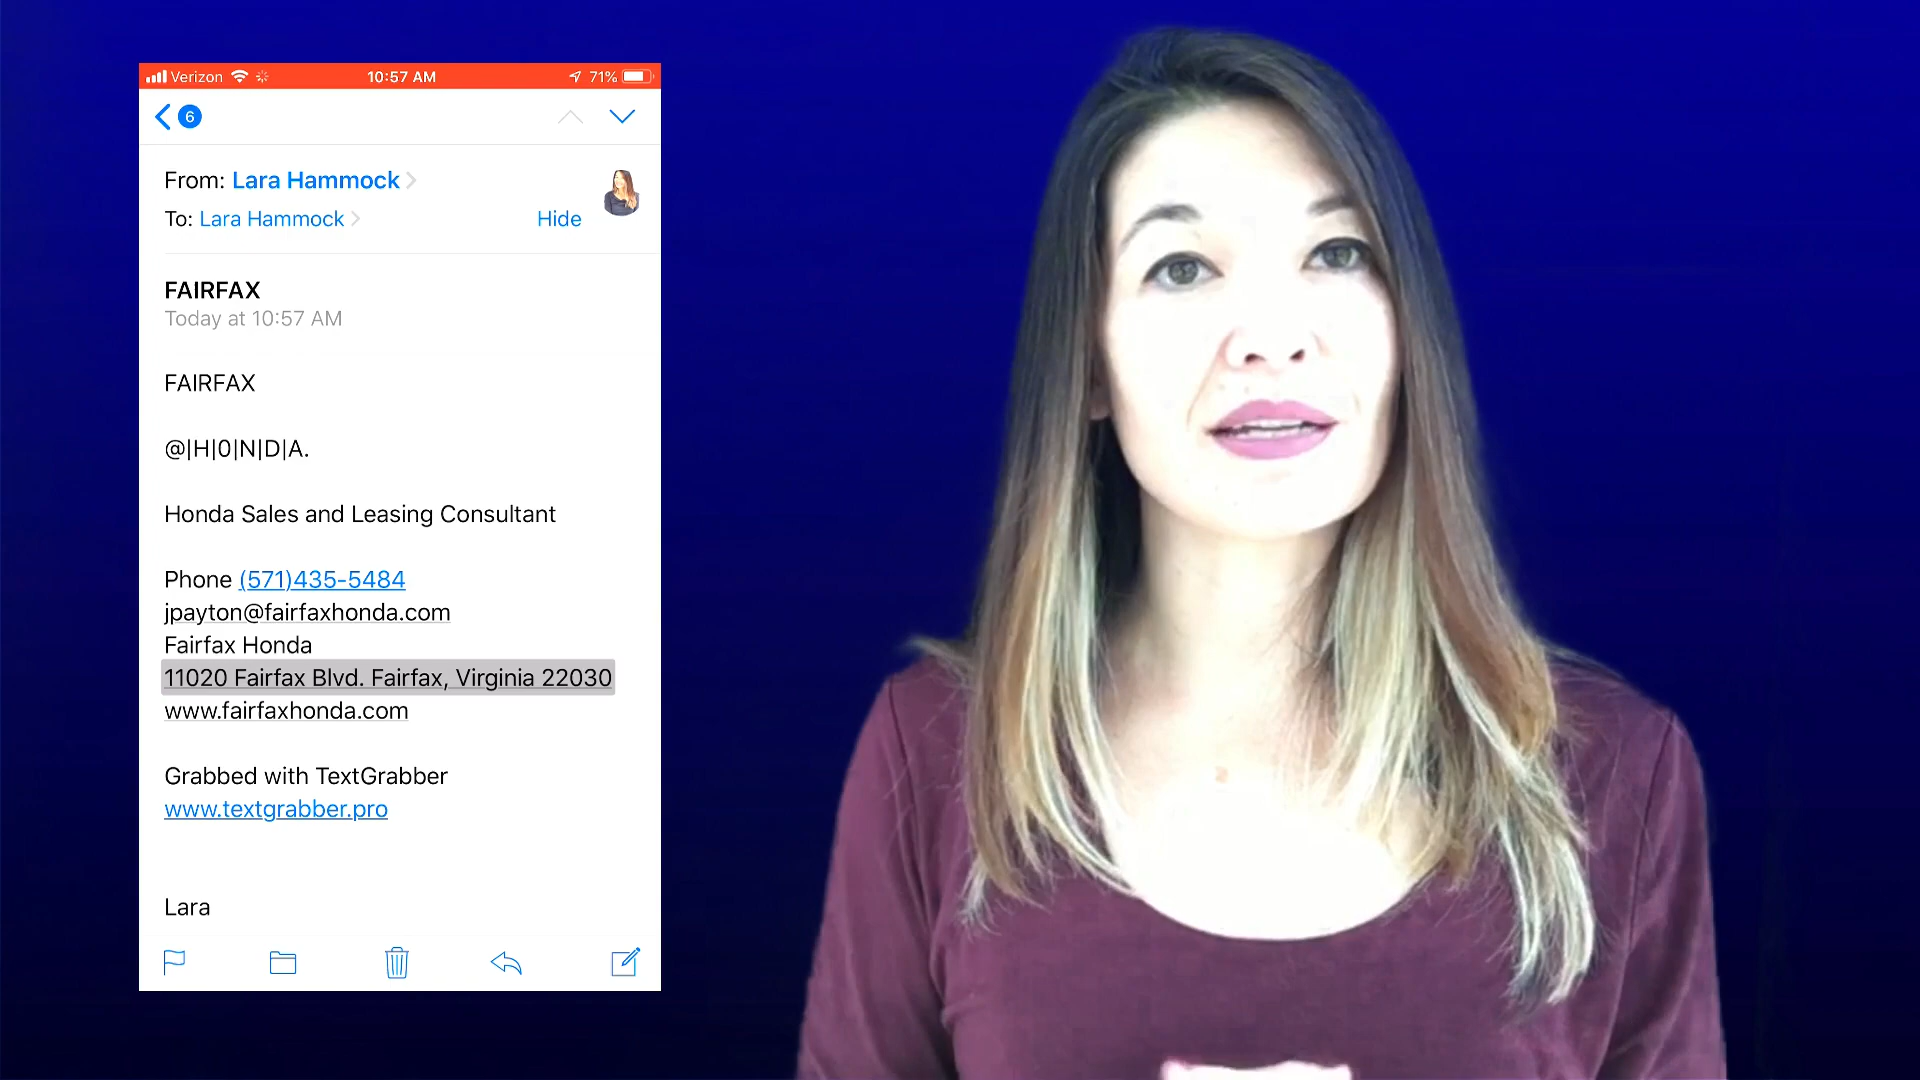 Verizon 10:57 AM 71%
6
From: Lara Hammock
To: Lara Hammock Hide
FAIRFAX
Today at 10:57 AM
FAIRFAX
@|H|0|N|D|A.
Honda Sales and Leasing Consultant
Phone (571)435-5484
jpayton@fairfaxhonda.com
Fairfax Honda
11020 Fairfax Blvd. Fairfax, Virginia 22030
www.fairfaxhonda.com
Grabbed with TextGrabber
www.textgrabber.pro
Lara